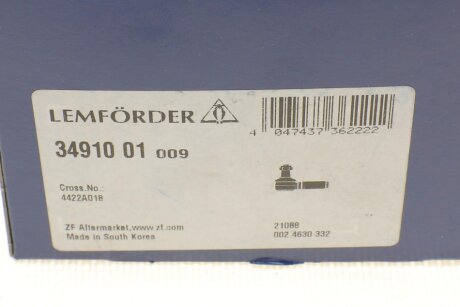 LEMFÖRDER
4 047437 362222
34910 01 009
Cross.No.:
4422A018
ZF Aftermarket,www.zf.com
Made in South Korea
21088
002 4630 332